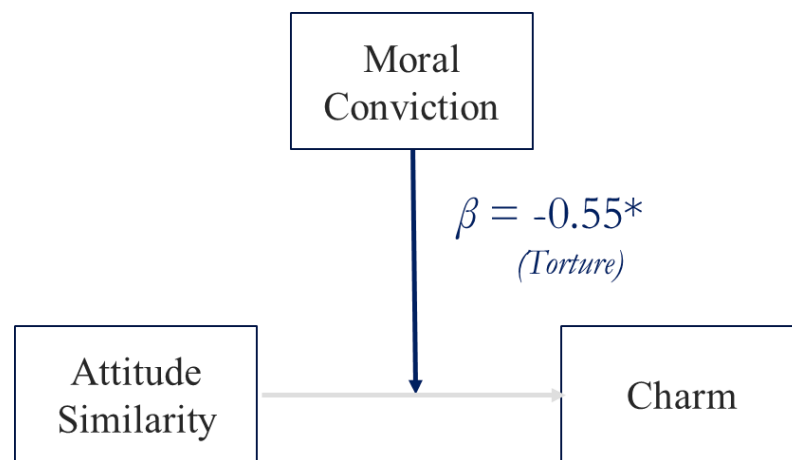 Moral
Conviction
β = -0.55*
(Torture)
Attitude
Similarity
Charm